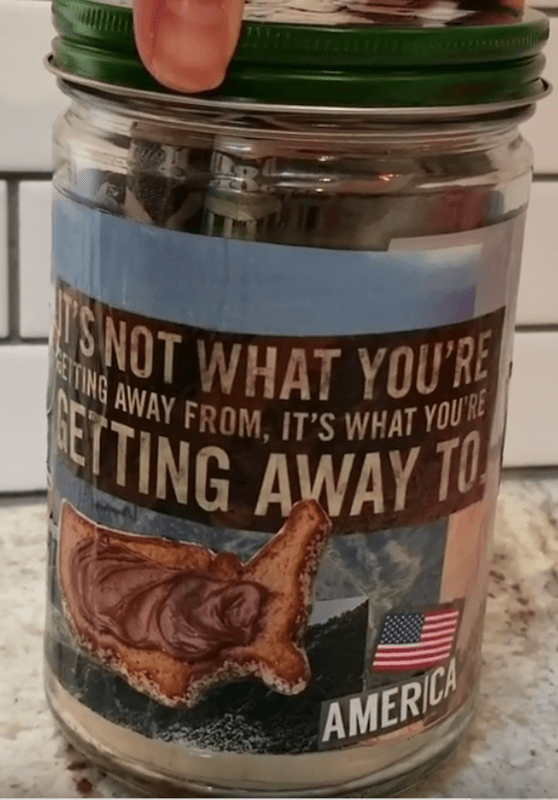 IT'S NOT WHAT YOU'RE
GETTING AWAY FROM, IT'S WHAT YOU'RE
GETTING AWAY TO.
AMERICA